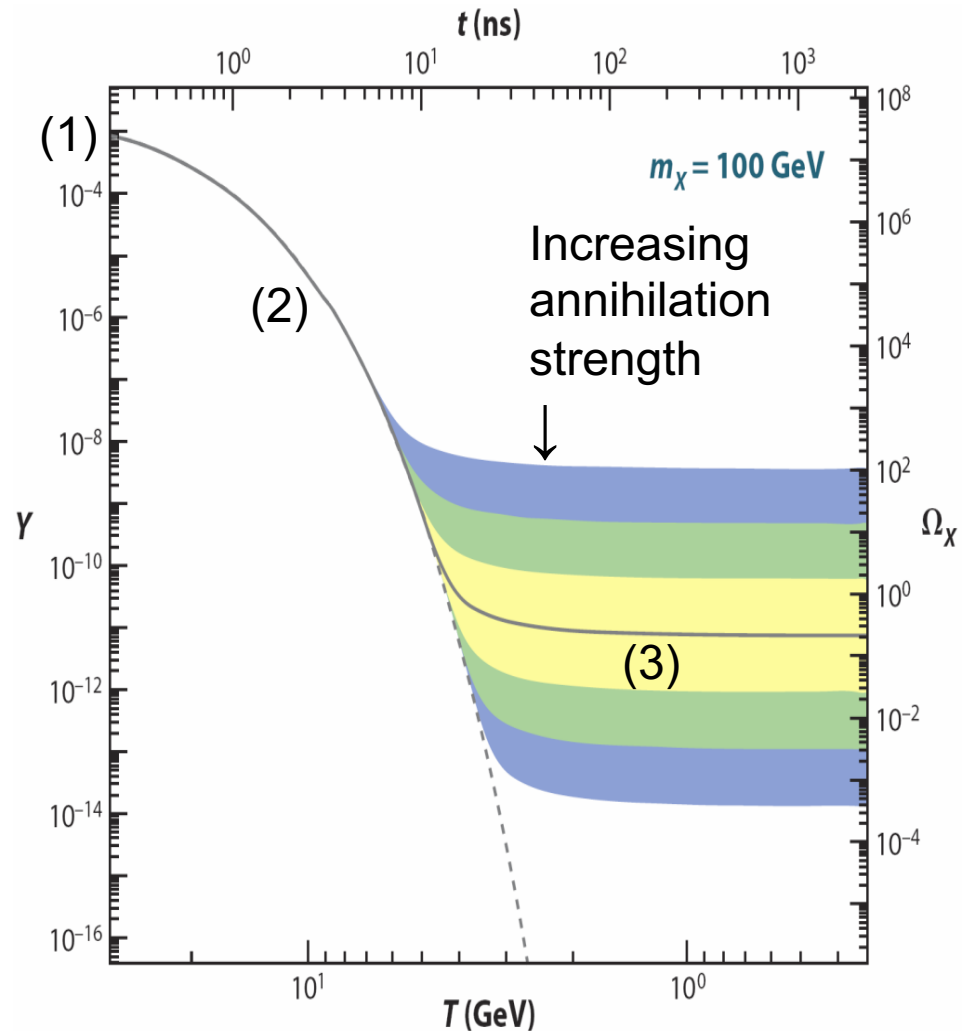 t (ns)
10⁰ 10¹ 10² 10³
(1)
m_X = 100 GeV
Increasing
annihilation
strength
↓
(2)
(3)
Y
10⁻⁴
10⁻⁶
10⁻⁸
10⁻¹⁰
10⁻¹²
10⁻¹⁴
10⁻¹⁶
10⁸
10⁶
10⁴
10²
10⁰
10⁻²
10⁻⁴
Ω_X
10¹ 10⁰
T (GeV)